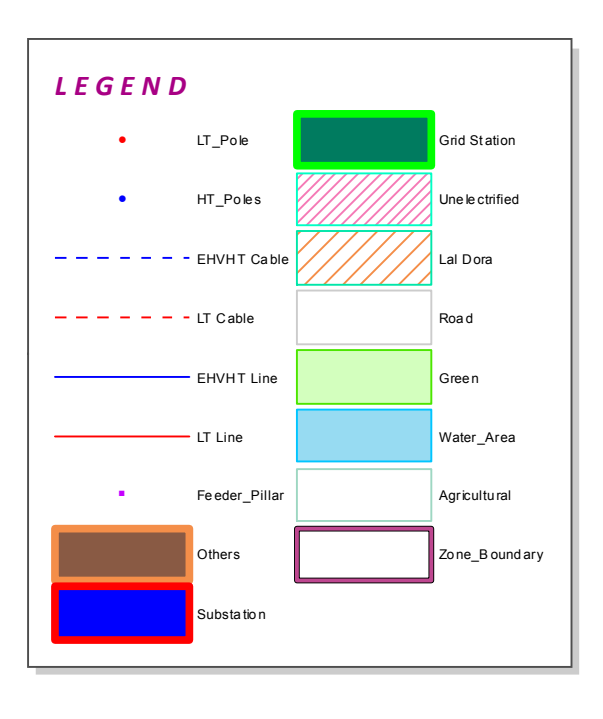 LEGEND
LT_Pole
HT_Poles
EHVHT Cable
LT Cable
EHVHT Line
LT Line
Feeder_Pillar
Others
Substation
Grid Station
Unelectrified
Lal Dora
Road
Green
Water_Area
Agricultural
Zone_Boundary